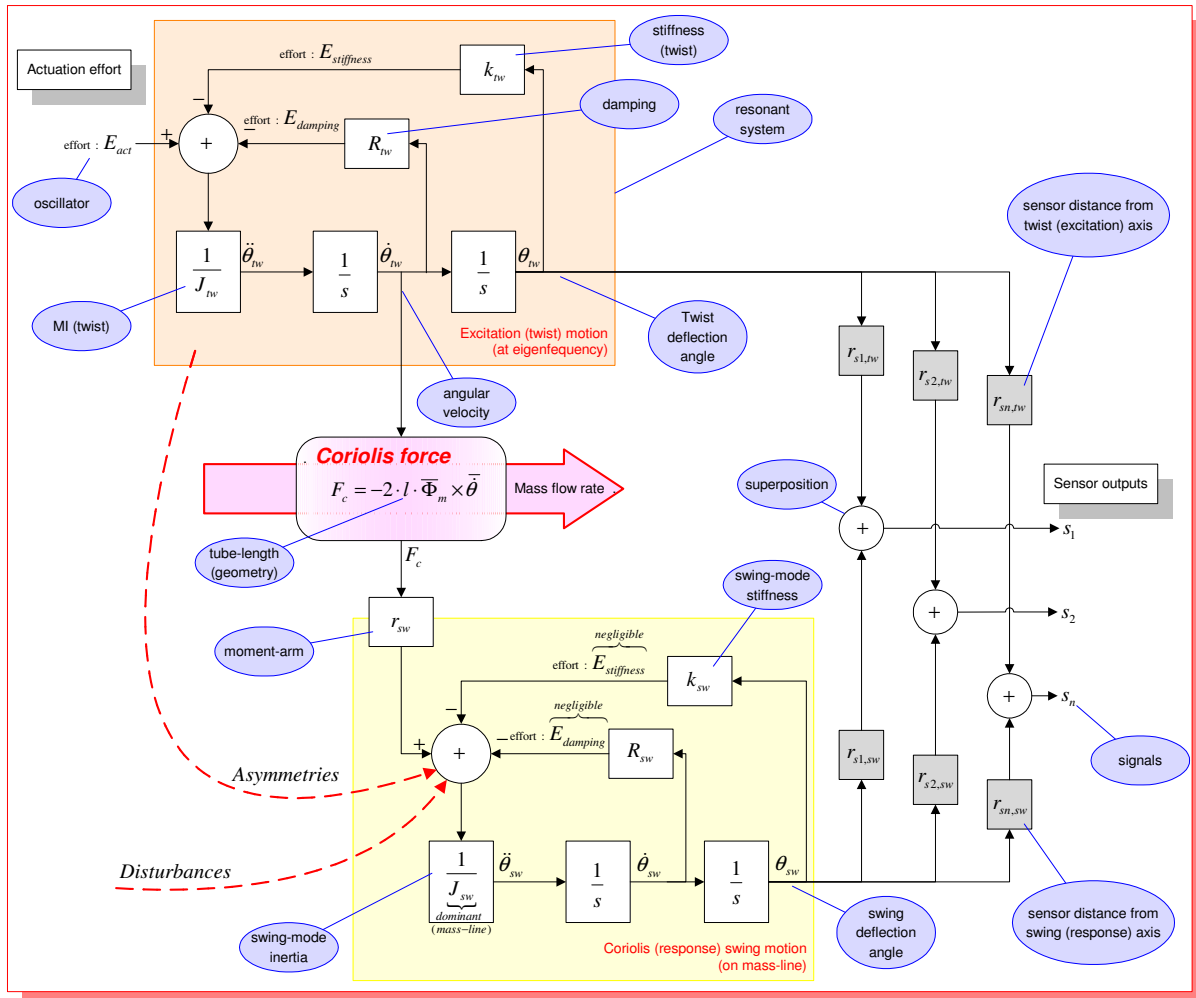 Actuation effort
stiffness
(twist)
effort : E_stiffness
k_tw
damping
resonant
system
−
effort : E_damping
−
R_tw
+
effort : E_act
+
oscillator
sensor distance from
twist (excitation) axis
1
J_tw
θ̈_tw
1
s
θ̇_tw
1
s
θ_tw
MI (twist)
Excitation (twist) motion
(at eigenfequency)
Twist
deflection
angle
r_s1,tw
r_s2,tw
r_sn,tw
angular
velocity
Coriolis force
F_c = −2 · l · Φ̅_m × θ̇̅
Mass flow rate
superposition
Sensor outputs
+
s_1
tube-length
(geometry)
F_c
swing-mode
stiffness
r_sw
moment-arm
+
s_2
negligible
effort : E_stiffness
k_sw
−
+
s_n
negligible
effort : E_damping
−
R_sw
+
+
r_s1,sw
r_s2,sw
r_sn,sw
signals
Asymmetries
Disturbances
1
J_sw
dominant
(mass−line)
θ̈_sw
1
s
θ̇_sw
1
s
θ_sw
swing-mode
inertia
Coriolis (response) swing motion
(on mass-line)
swing
deflection
angle
sensor distance from
swing (response) axis